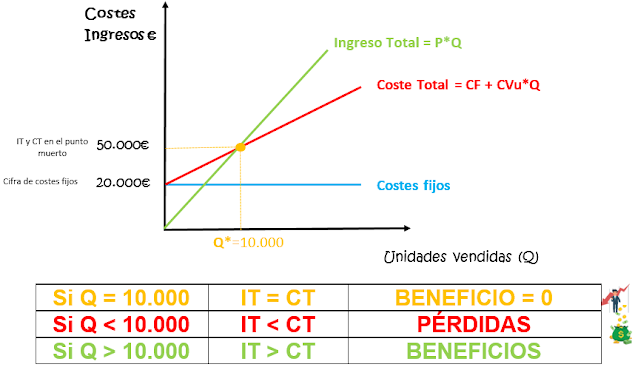 Costes
Ingresos€
Ingreso Total = P*Q
Coste Total = CF + CVu*Q
IT y CT en el punto
muerto
50.000€
Cifra de costes fijos
20.000€
Costes fijos
Q*=10.000
Unidades vendidas (Q)
Si Q = 10.000 IT = CT BENEFICIO = 0
Si Q < 10.000 IT < CT PÉRDIDAS
Si Q > 10.000 IT > CT BENEFICIOS
$